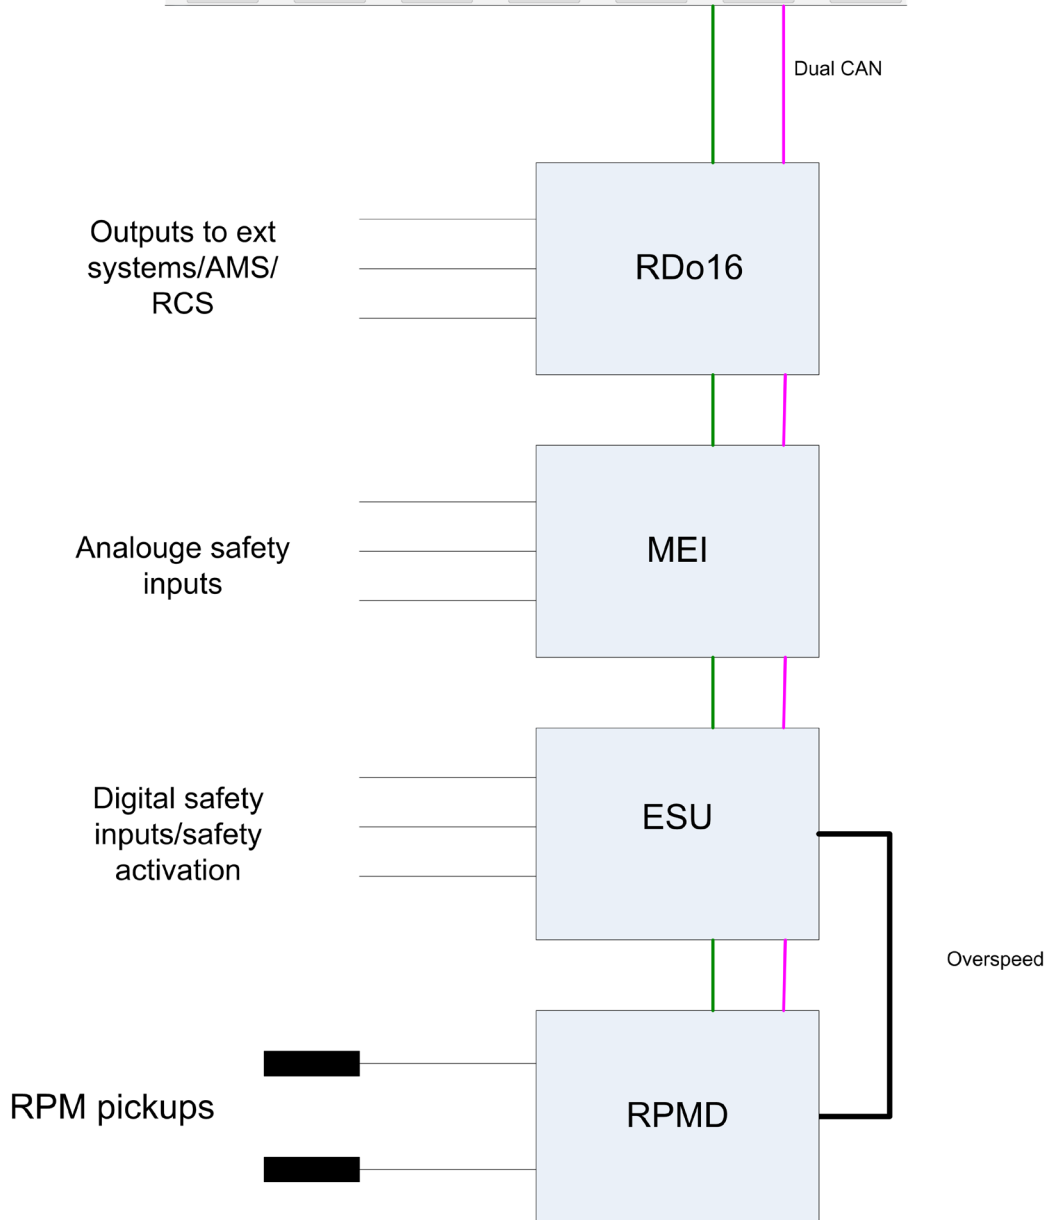 Dual CAN
Outputs to ext
systems/AMS/
RCS
RDo16
Analouge safety
inputs
MEI
Digital safety
inputs/safety
activation
ESU
Overspeed
RPM pickups
RPMD